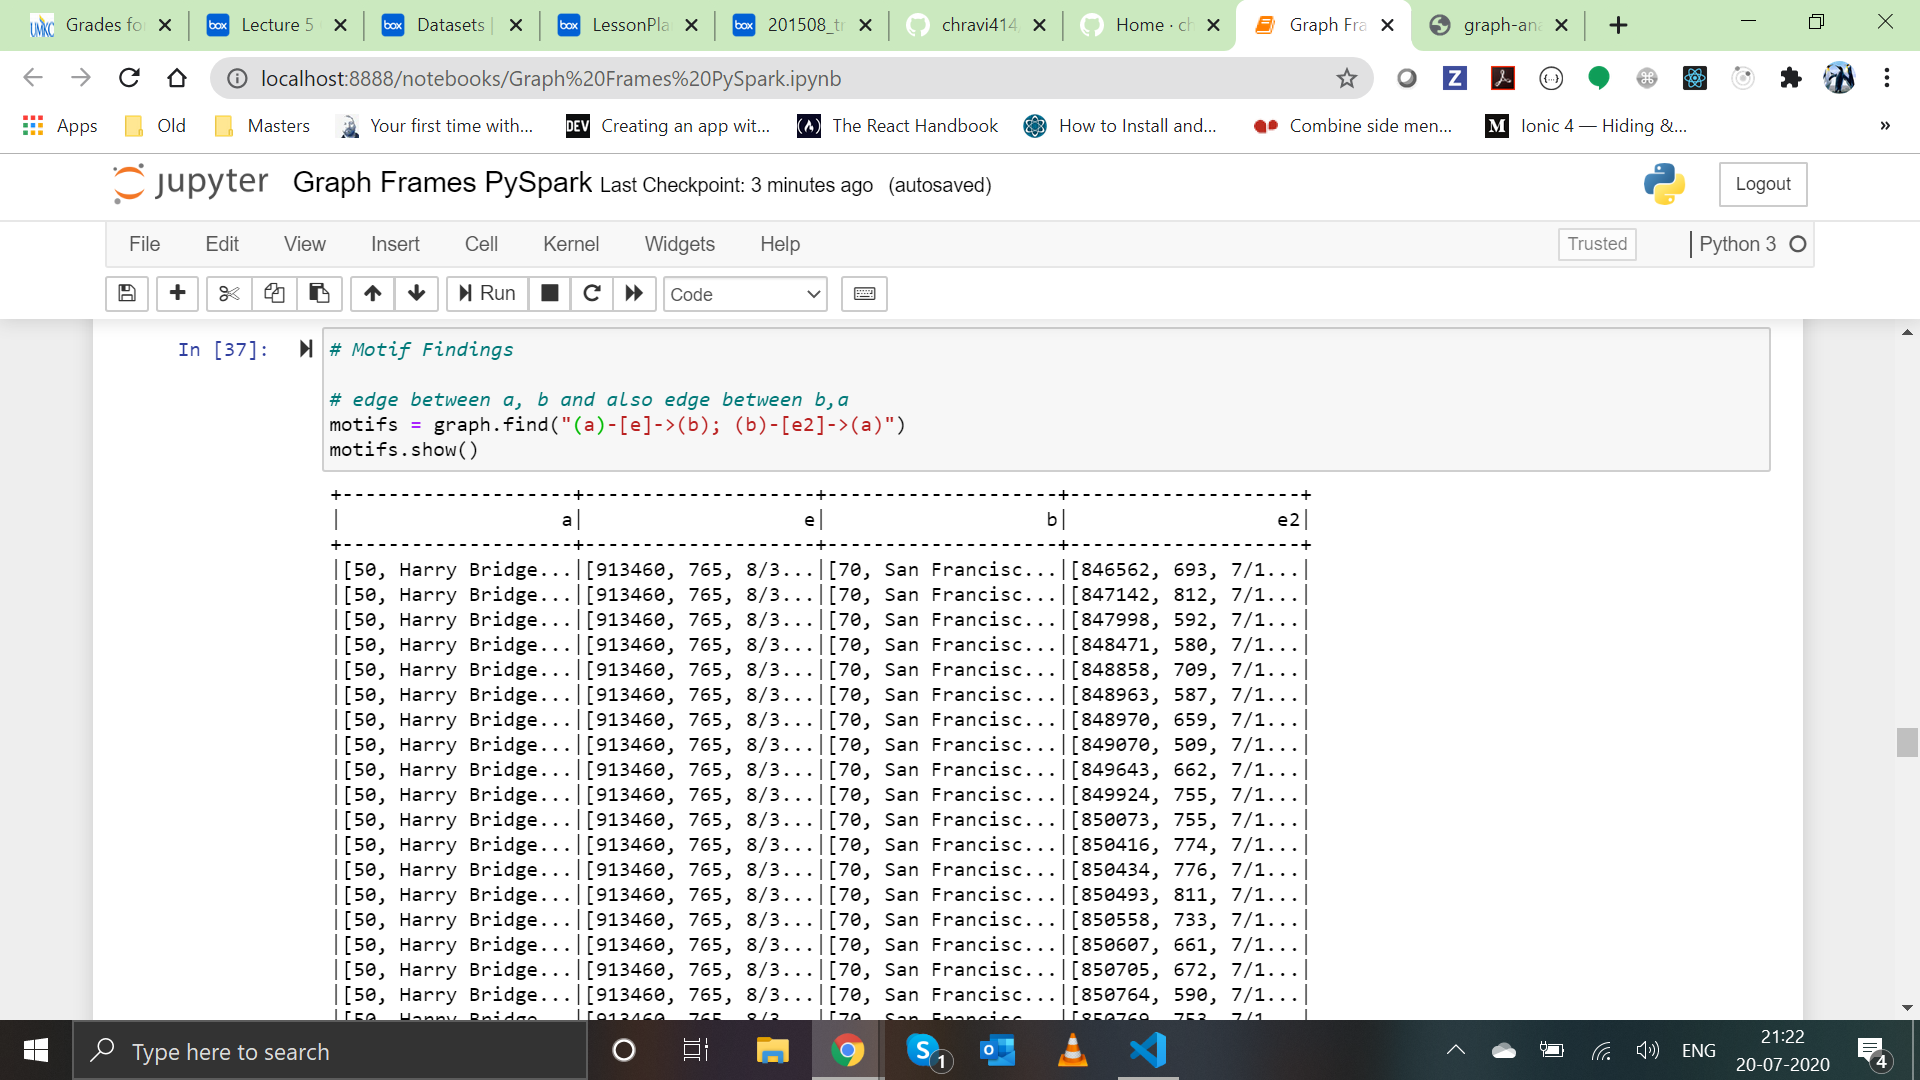 Grades fo
Lecture 5
Datasets |
LessonPla
201508_tr
chravi414
Home · ch
Graph Fra
graph-ana
localhost:8888/notebooks/Graph%20Frames%20PySpark.ipynb
Apps Old Masters Your first time with... Creating an app wit... The React Handbook How to Install and... Combine side men... Ionic 4 — Hiding &... »
jupyter Graph Frames PySpark Last Checkpoint: 3 minutes ago (autosaved) Logout
File Edit View Insert Cell Kernel Widgets Help Trusted Python 3
Run Code
In [37]: # Motif Findings
# edge between a, b and also edge between b,a
motifs = graph.find("(a)-[e]->(b); (b)-[e2]->(a)")
motifs.show()
+--------------------+--------------------+--------------------+--------------------+
|                   a|                   e|                   b|                  e2|
+--------------------+--------------------+--------------------+--------------------+
|[50, Harry Bridge...|[913460, 765, 8/3...|[70, San Francisc...|[846562, 693, 7/1...|
|[50, Harry Bridge...|[913460, 765, 8/3...|[70, San Francisc...|[847142, 812, 7/1...|
|[50, Harry Bridge...|[913460, 765, 8/3...|[70, San Francisc...|[847998, 592, 7/1...|
|[50, Harry Bridge...|[913460, 765, 8/3...|[70, San Francisc...|[848471, 580, 7/1...|
|[50, Harry Bridge...|[913460, 765, 8/3...|[70, San Francisc...|[848858, 709, 7/1...|
|[50, Harry Bridge...|[913460, 765, 8/3...|[70, San Francisc...|[848963, 587, 7/1...|
|[50, Harry Bridge...|[913460, 765, 8/3...|[70, San Francisc...|[848970, 659, 7/1...|
|[50, Harry Bridge...|[913460, 765, 8/3...|[70, San Francisc...|[849070, 509, 7/1...|
|[50, Harry Bridge...|[913460, 765, 8/3...|[70, San Francisc...|[849643, 662, 7/1...|
|[50, Harry Bridge...|[913460, 765, 8/3...|[70, San Francisc...|[849924, 755, 7/1...|
|[50, Harry Bridge...|[913460, 765, 8/3...|[70, San Francisc...|[850073, 755, 7/1...|
|[50, Harry Bridge...|[913460, 765, 8/3...|[70, San Francisc...|[850416, 774, 7/1...|
|[50, Harry Bridge...|[913460, 765, 8/3...|[70, San Francisc...|[850434, 776, 7/1...|
|[50, Harry Bridge...|[913460, 765, 8/3...|[70, San Francisc...|[850493, 811, 7/1...|
|[50, Harry Bridge...|[913460, 765, 8/3...|[70, San Francisc...|[850558, 733, 7/1...|
|[50, Harry Bridge...|[913460, 765, 8/3...|[70, San Francisc...|[850607, 661, 7/1...|
|[50, Harry Bridge...|[913460, 765, 8/3...|[70, San Francisc...|[850705, 672, 7/1...|
|[50, Harry Bridge...|[913460, 765, 8/3...|[70, San Francisc...|[850764, 590, 7/1...|
|[50, Harry Bridge...|[913460, 765, 8/3...|[70, San Francisc...|[850769, 753, 7/1...|
Type here to search
ENG
21:22
20-07-2020
1
4